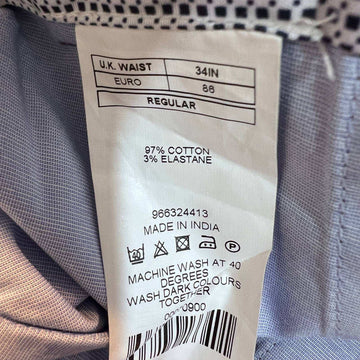 U.K. WAIST 34IN
EURO 86
REGULAR
97% COTTON
3% ELASTANE
966324413
MADE IN INDIA
40 P
MACHINE WASH AT 40
DEGREES
WASH DARK COLOURS
TOGETHER